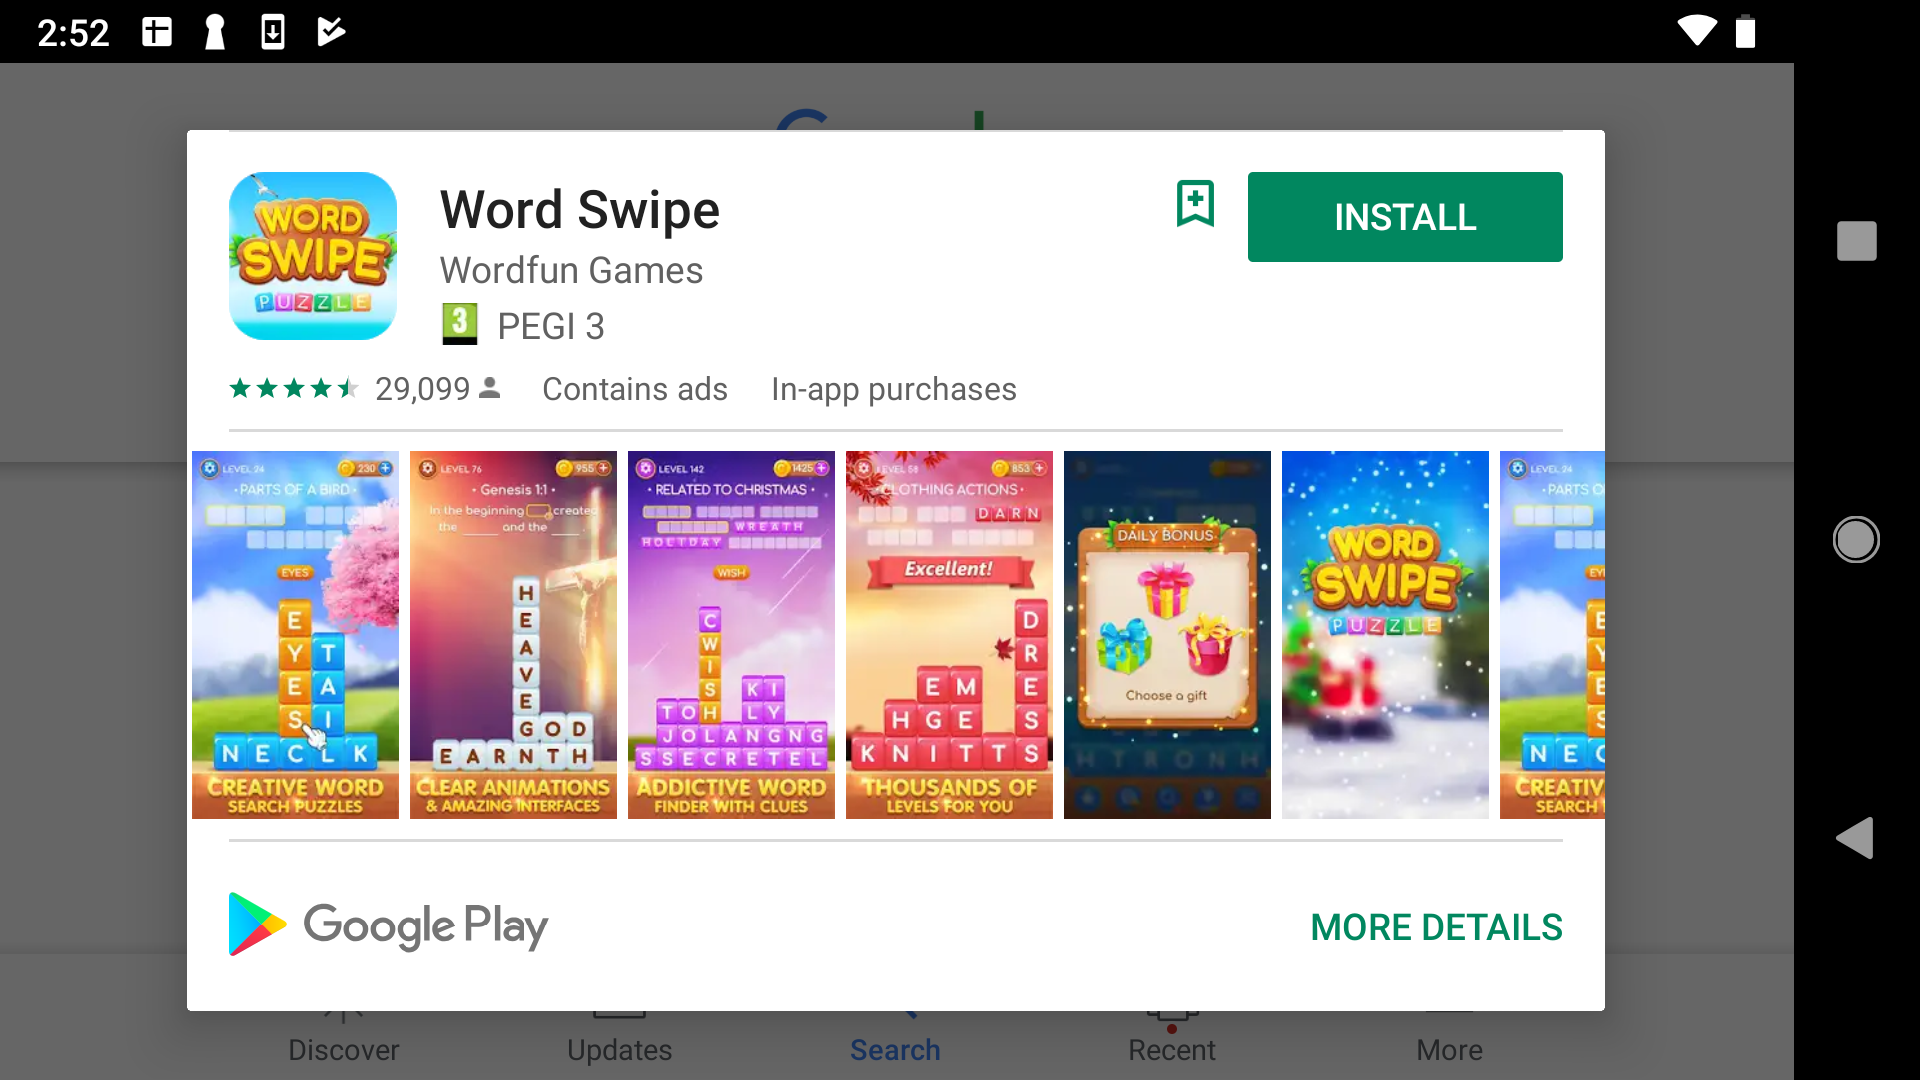 2:52
WORD
SWIPE
PUZZLE
Word Swipe
Wordfun Games
3 PEGI 3
INSTALL
29,099 Contains ads In-app purchases
LEVEL 24 230
·PARTS OF A BIRD·
EYES
E
Y T
E A
S I
N E C L K
CREATIVE WORD
SEARCH PUZZLES
LEVEL 76 955
· Genesis 1:1 ·
In the beginning created
the and the .
H
E
A
V
E
G O D
E A R N T H
CLEAR ANIMATIONS
& AMAZING INTERFACES
LEVEL 142 1425
· RELATED TO CHRISTMAS ·
WREATH
HOLIDAY
WISH
C
W
I
S K I
T O H L Y
J O L A N G N G
S S E C R E T E L
ADDICTIVE WORD
FINDER WITH CLUES
LEVEL 58 853
CLOTHING ACTIONS·
DARN
Excellent!
D
R
E M E
H G E S
K N I T T S
THOUSANDS OF
LEVELS FOR YOU
DAILY BONUS
Choose a gift
H T R O N H
WORD
SWIPE
PUZZLE
LEVEL 24
·PARTS O
EY
E
Y
E
S
N E C
CREATIV
SEARCH
Google Play
MORE DETAILS
Discover Updates Search Recent More